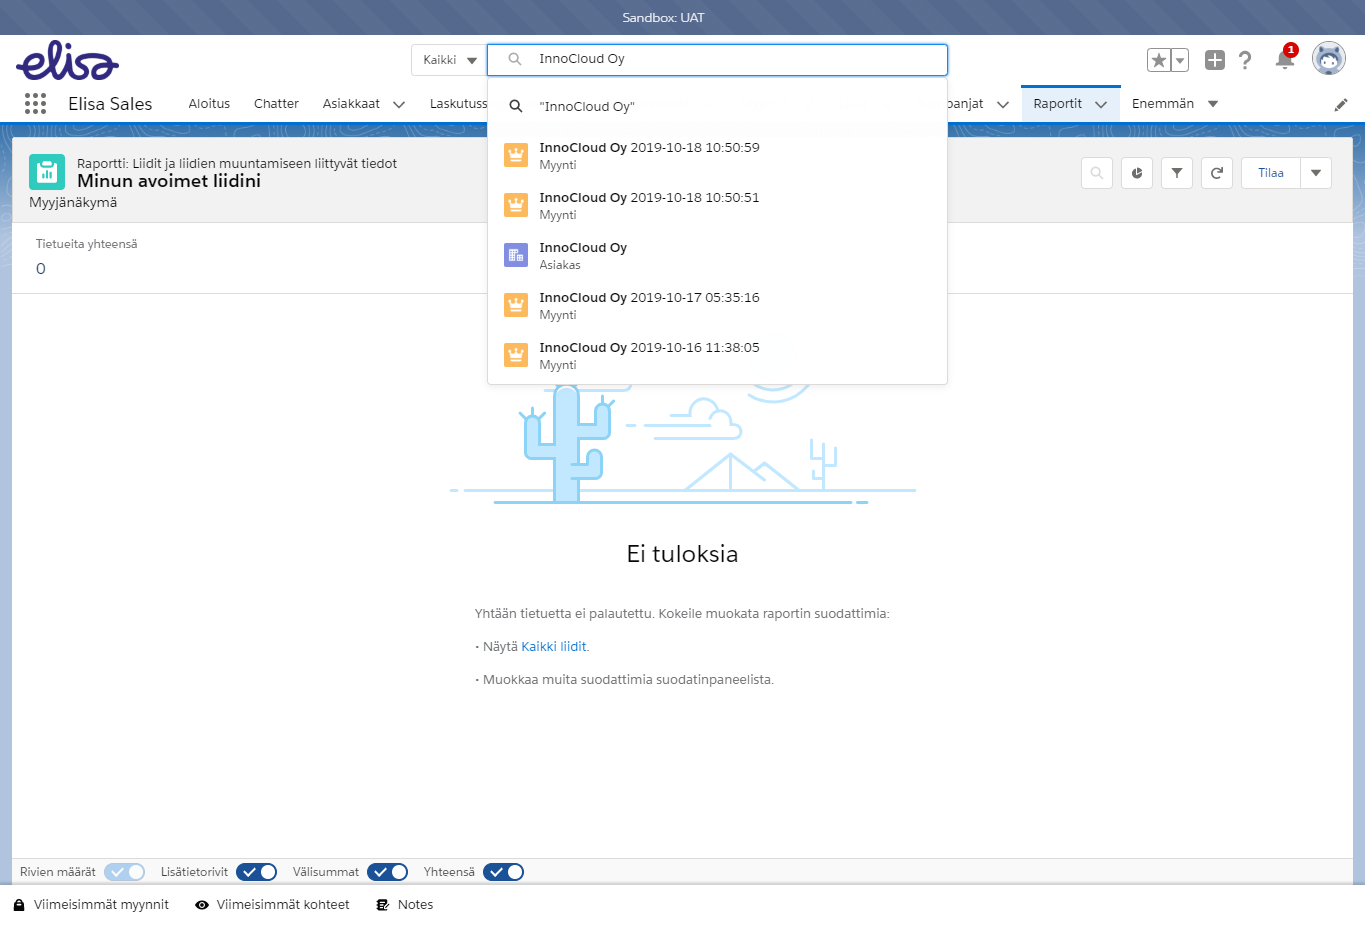 Sandbox: UAT
elisa
Kaikki
InnoCloud Oy
1
Elisa Sales
Aloitus
Chatter
Asiakkaat
Laskutuss
"InnoCloud Oy"
Raportit
Enemmän
InnoCloud Oy 2019-10-18 10:50:59
Myynti
InnoCloud Oy 2019-10-18 10:50:51
Myynti
InnoCloud Oy
Asiakas
InnoCloud Oy 2019-10-17 05:35:16
Myynti
InnoCloud Oy 2019-10-16 11:38:05
Myynti
Raportti: Liidit ja liidien muuntamiseen liittyvät tiedot
Minun avoimet liidini
Myyjänäkymä
Tilaa
Tietueita yhteensä
0
Ei tuloksia
Yhtään tietuetta ei palautettu. Kokeile muokata raportin suodattimia:
• Näytä Kaikki liidit.
• Muokkaa muita suodattimia suodatinpaneelista.
Rivien määrät
Lisätietorivit
Välisummat
Yhteensä
Viimeisimmät myynnit
Viimeisimmät kohteet
Notes